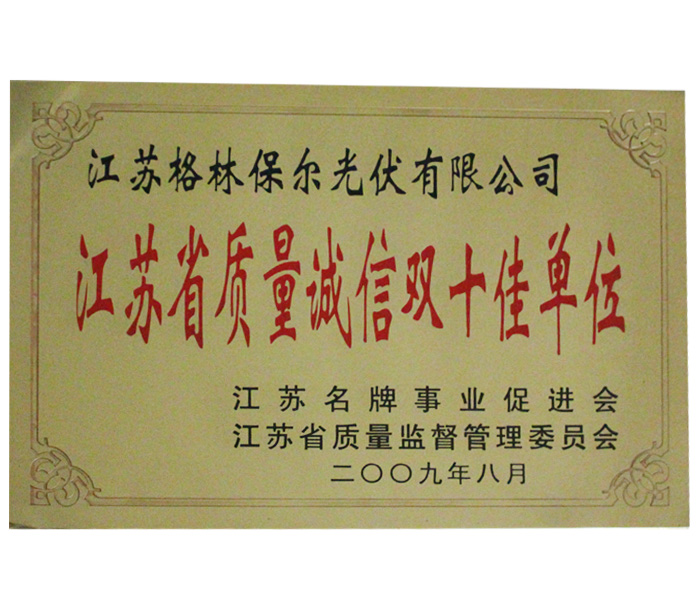 江苏格林保尔光伏有限公司
江苏省质量诚信双十佳单位
江苏名牌事业促进会
江苏省质量监督管理委员会
二〇〇九年八月